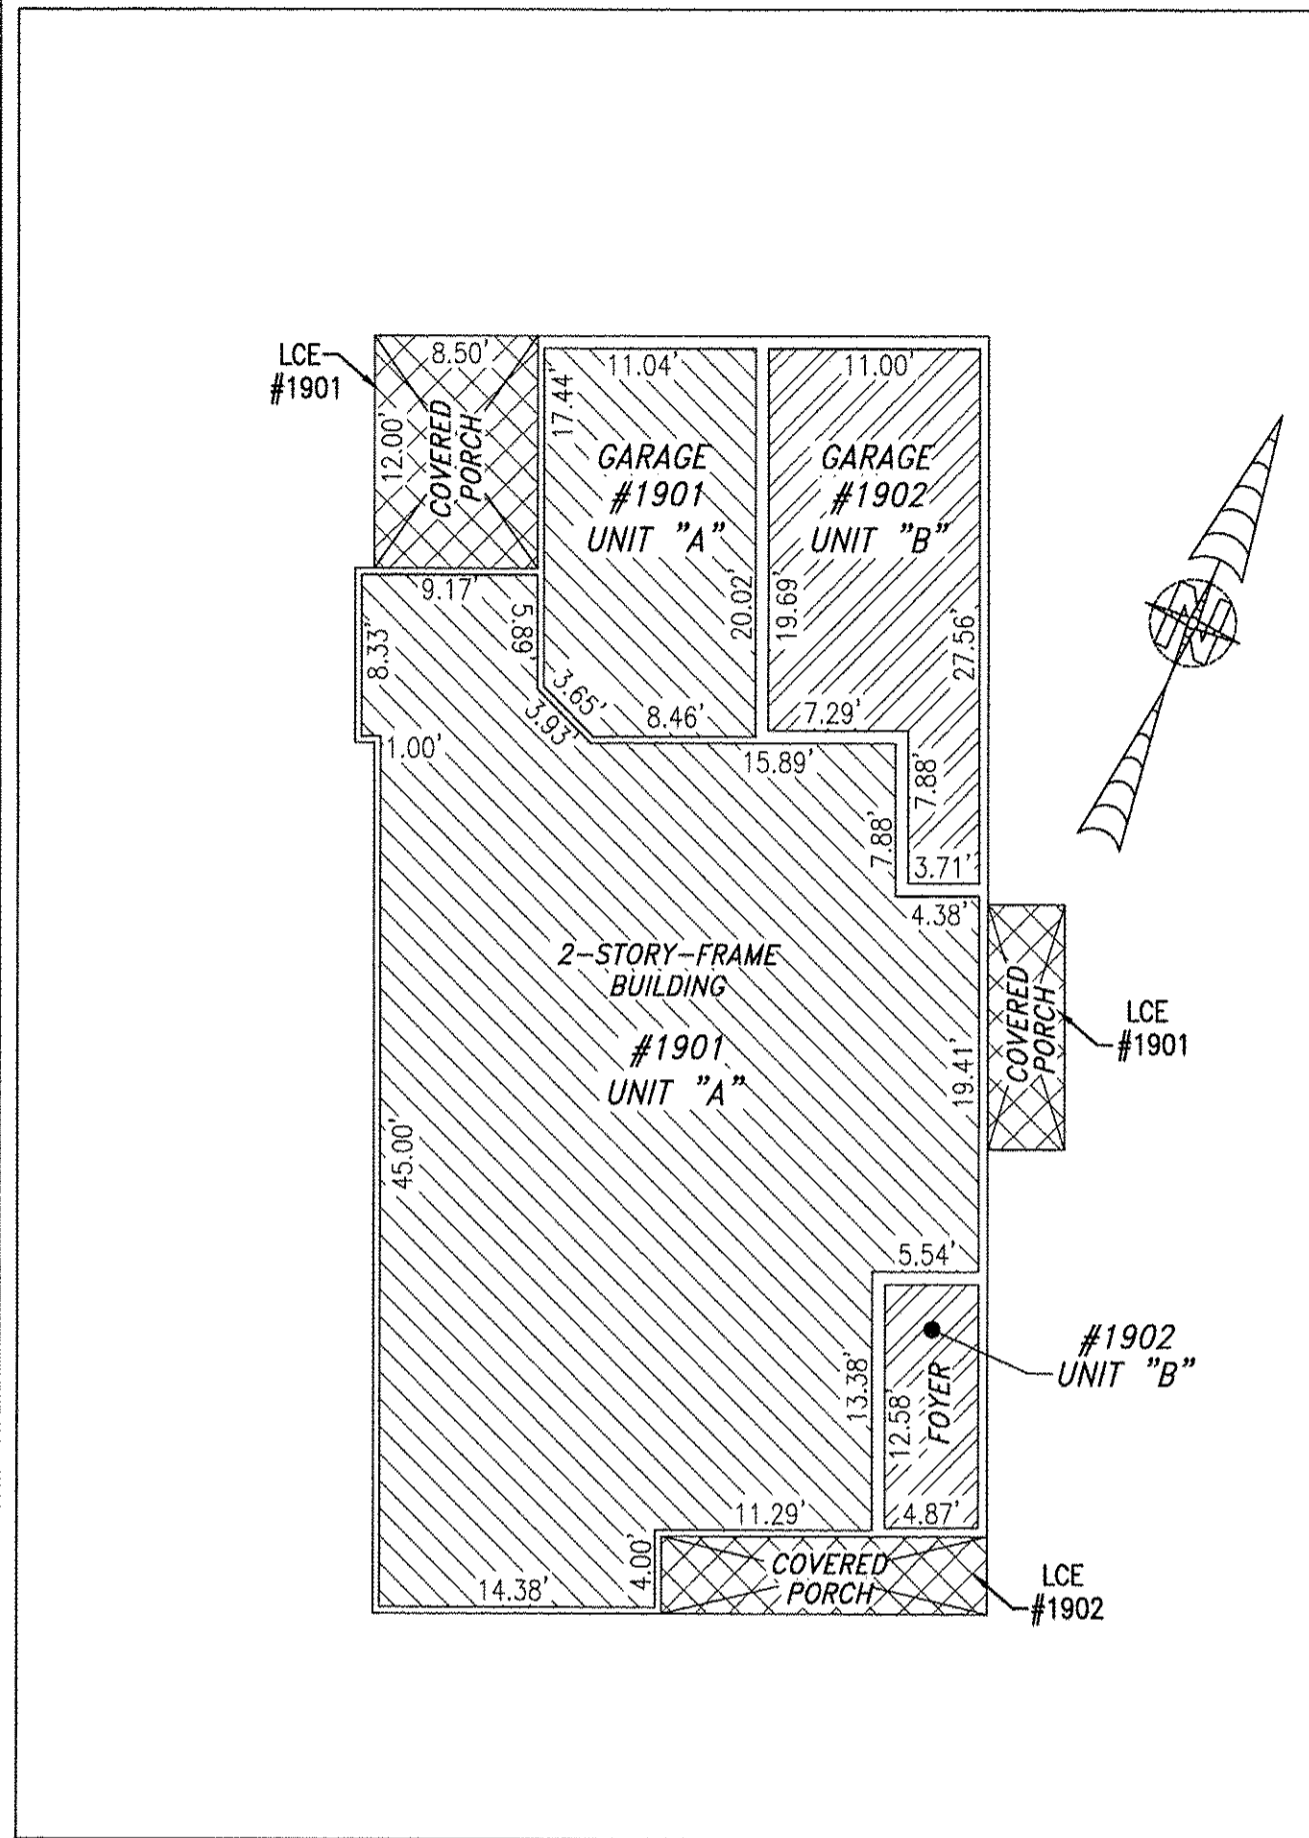 LCE
#1901
8.50'
12.00'
COVERED
PORCH
11.04'
17.44'
GARAGE
#1901
UNIT "A"
20.02'
11.00'
GARAGE
#1902
UNIT "B"
19.69'
27.56'
9.17'
5.89'
8.33"
3.65'
3.93'
8.46'
7.29'
1.00'
15.89'
7.88'
7.88'
3.71'
4.38'
2-STORY-FRAME
BUILDING
#1901
UNIT "A"
19.41'
COVERED
PORCH
LCE
#1901
45.00'
5.54'
13.38'
12.58'
FOYER
#1902
UNIT "B"
11.29'
4.87'
4.00'
14.38'
COVERED
PORCH
LCE
#1902
N